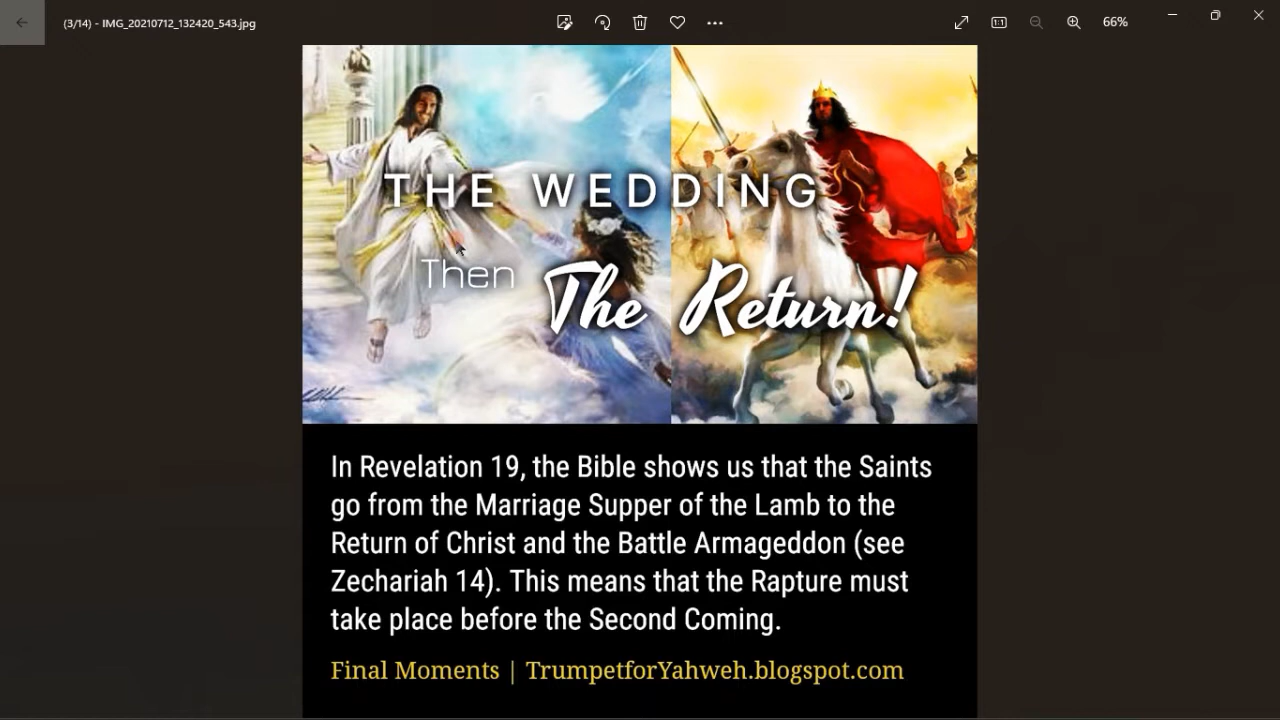 (3/14) - IMG_20210712_132420_543.jpg
66%
THE WEDDING
Then The Return!
In Revelation 19, the Bible shows us that the Saints
go from the Marriage Supper of the Lamb to the
Return of Christ and the Battle Armageddon (see
Zechariah 14). This means that the Rapture must
take place before the Second Coming.
Final Moments | TrumpetforYahweh.blogspot.com